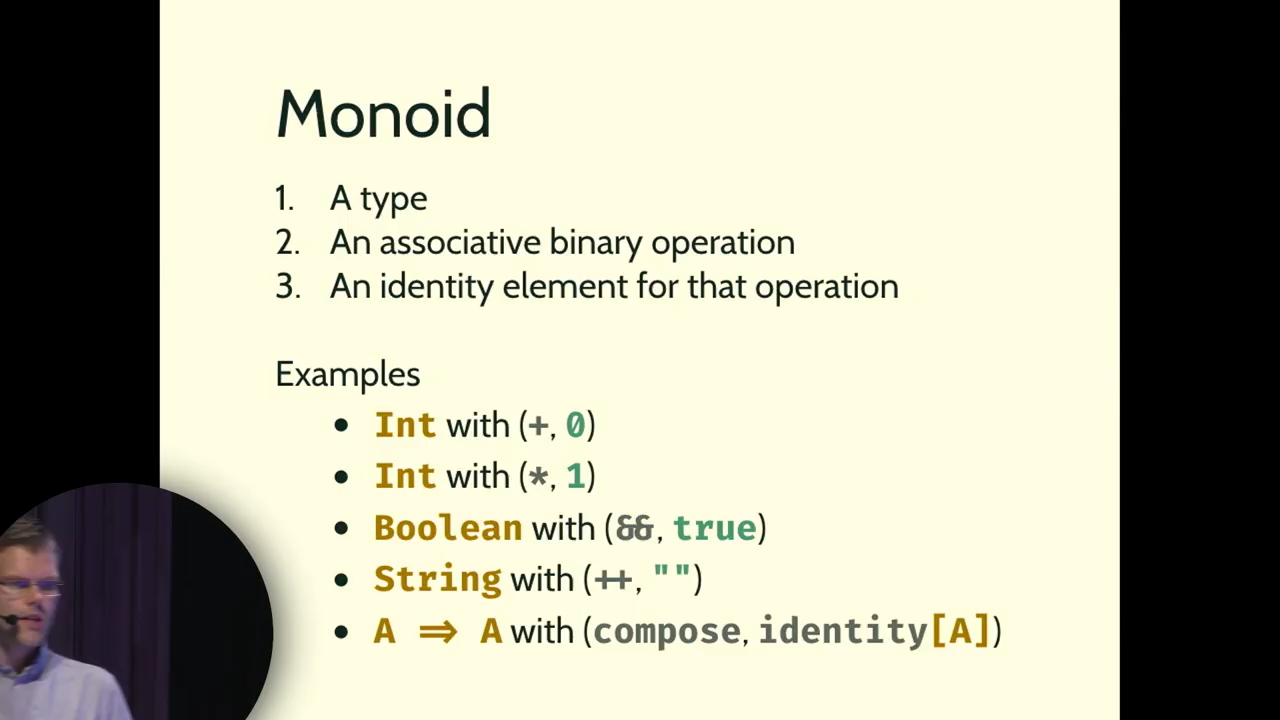 Monoid
1. A type
2. An associative binary operation
3. An identity element for that operation
Examples
• Int with (+, 0)
• Int with (*, 1)
• Boolean with (&&, true)
• String with (++, "")
• A => A with (compose, identity[A])